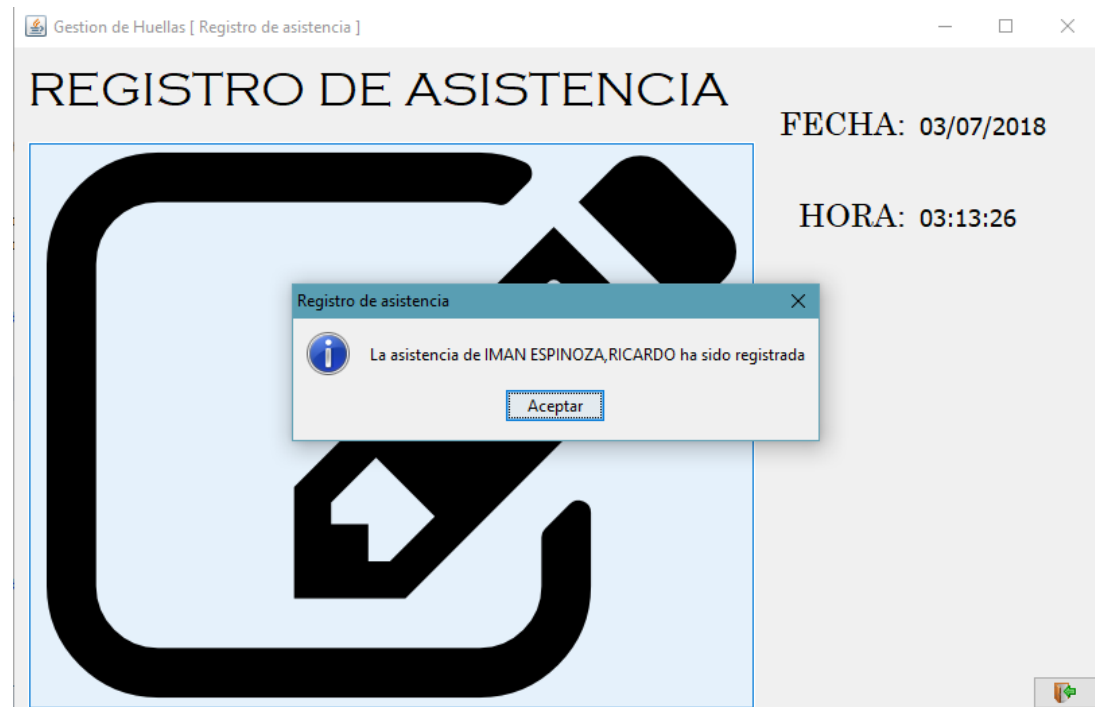 Gestion de Huellas [ Registro de asistencia ]
REGISTRO DE ASISTENCIA
FECHA: 03/07/2018
HORA: 03:13:26
Registro de asistencia
La asistencia de IMAN ESPINOZA,RICARDO ha sido registrada
Aceptar